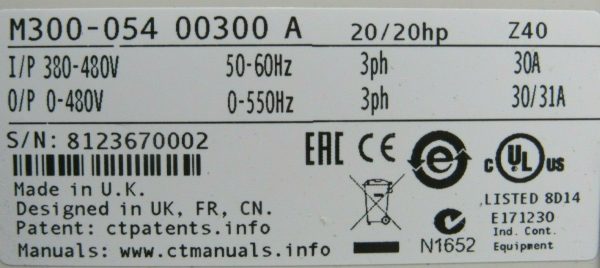 M300-054 00300 A 20/20hp Z40
I/P 380-480V 50-60Hz 3ph 30A
O/P 0-480V 0-550Hz 3ph 30/31A
S/N: 8123670002
Made in U.K.
Designed in UK, FR, CN.
Patent: ctpatents.info
Manuals: www.ctmanuals.info
EAC CE e c UL us
N1652
LISTED 8D14
E171230
Ind. Cont.
Equipment